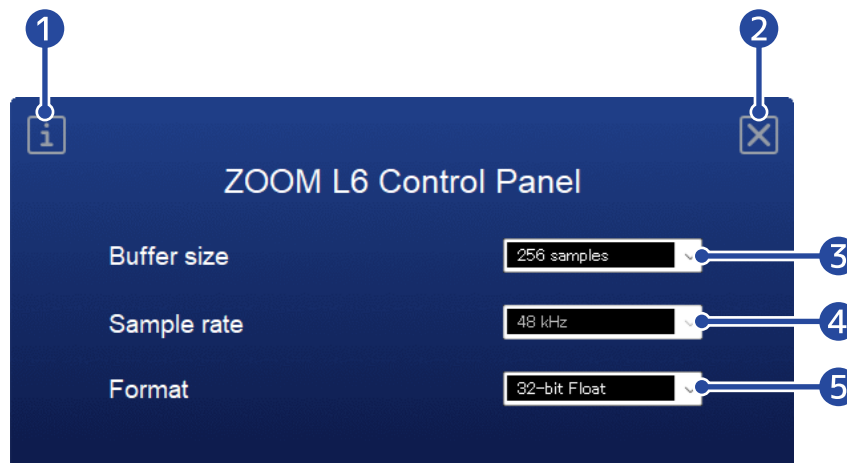 1 2
i
ZOOM L6 Control Panel
Buffer size 256 samples 3
Sample rate 48 kHz 4
Format 32-bit Float 5